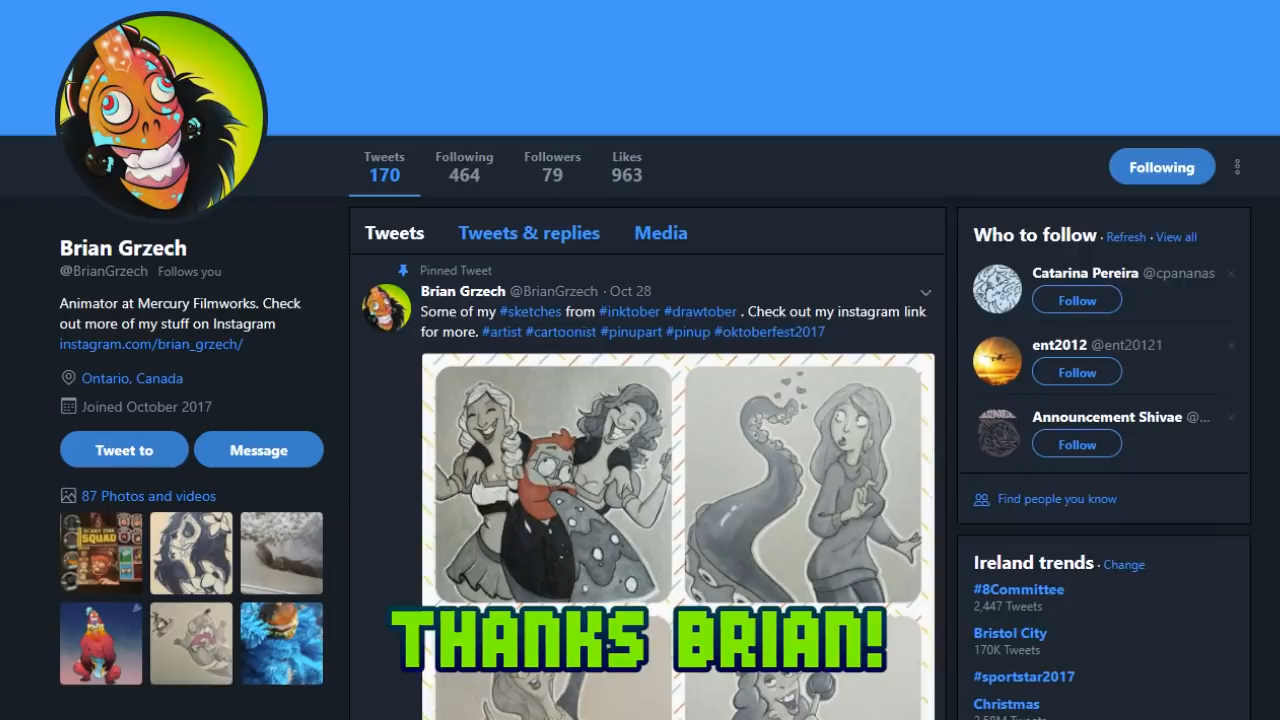 Tweets
170
Following
464
Followers
79
Likes
963
Following
Brian Grzech
@BrianGrzech Follows you
Animator at Mercury Filmworks. Check
out more of my stuff on Instagram
instagram.com/brian_grzech/
Ontario, Canada
Joined October 2017
Tweet to
Message
87 Photos and videos
SQUAD
Tweets
Tweets & replies
Media
Pinned Tweet
Brian Grzech @BrianGrzech · Oct 28
Some of my #sketches from #inktober #drawtober . Check out my instagram link
for more. #artist #cartoonist #pinupart #pinup #oktoberfest2017
THANKS BRIAN!
Who to follow · Refresh · View all
Catarina Pereira @cpananas
Follow
ent2012 @ent20121
Follow
Announcement Shivae @...
Follow
Find people you know
Ireland trends · Change
#8Committee
2,447 Tweets
Bristol City
170K Tweets
#sportstar2017
Christmas